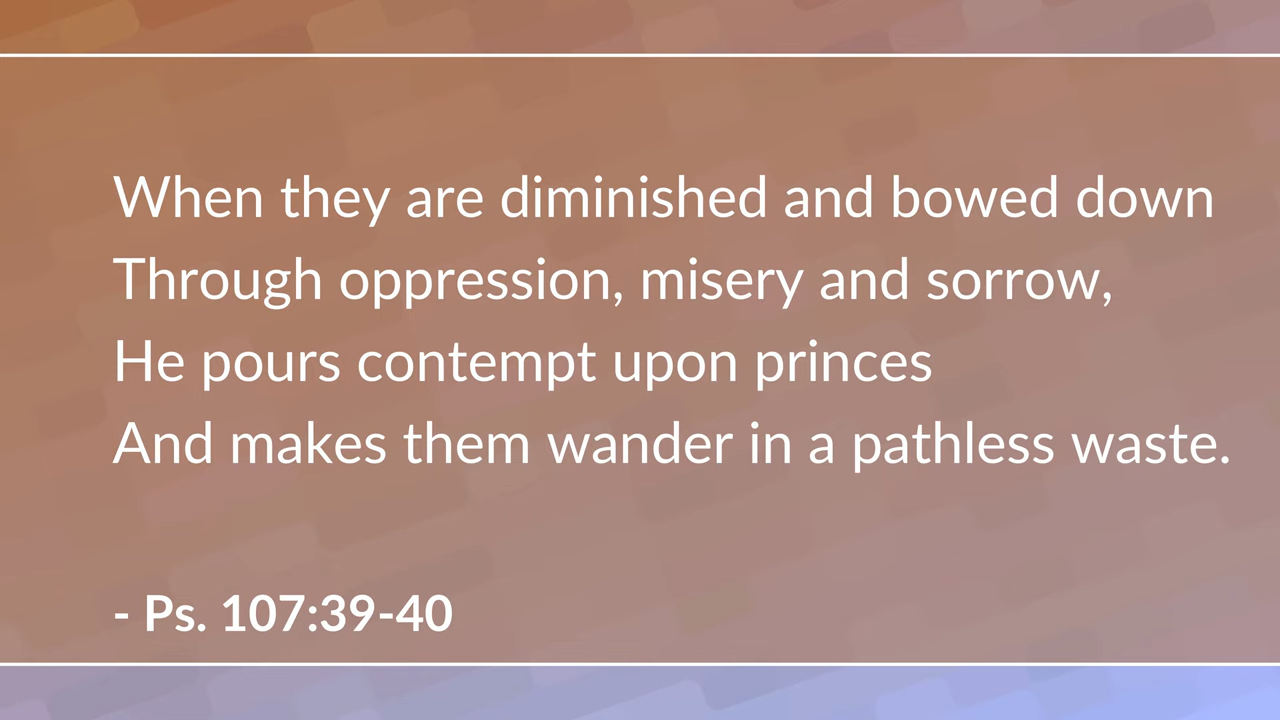 When they are diminished and bowed down
Through oppression, misery and sorrow,
He pours contempt upon princes
And makes them wander in a pathless waste.
- Ps. 107:39-40